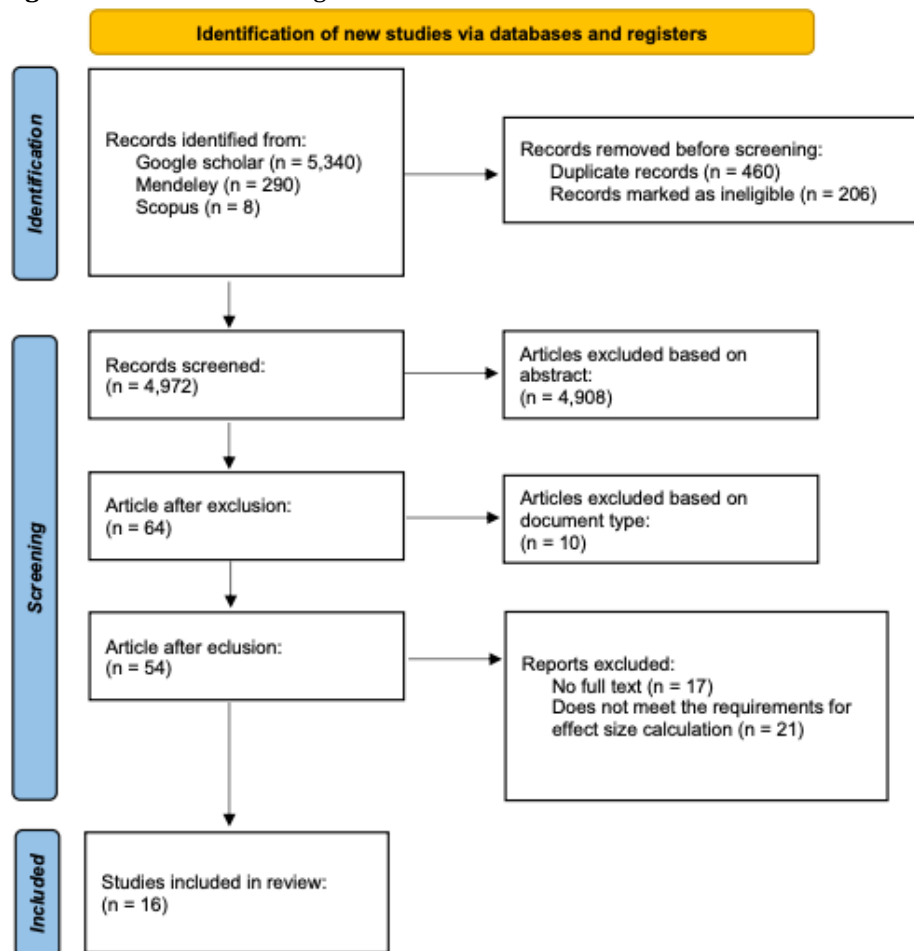 Identification of new studies via databases and registers
Identification
Records identified from:
Google scholar (n = 5,340)
Mendeley (n = 290)
Scopus (n = 8)
Records removed before screening:
Duplicate records (n = 460)
Records marked as ineligible (n = 206)
Screening
Records screened:
(n = 4,972)
Articles excluded based on
abstract:
(n = 4,908)
Article after exclusion:
(n = 64)
Articles excluded based on
document type:
(n = 10)
Article after eclusion:
(n = 54)
Reports excluded:
No full text (n = 17)
Does not meet the requirements for
effect size calculation (n = 21)
Included
Studies included in review:
(n = 16)